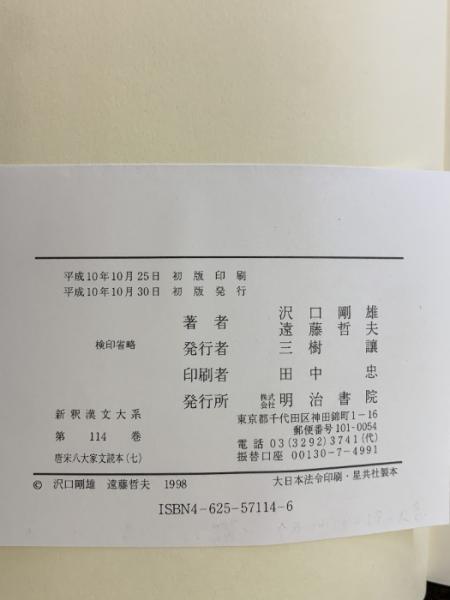 平成10年10月25日 初版印刷
平成10年10月30日 初版発行
著者 沢口剛雄
遠藤哲夫
検印省略
発行者 三樹譲
印刷者 田中忠
発行所 株式会社 明治書院
新釈漢文大系
第114巻
唐宋八大家文読本(七)
東京都千代田区神田錦町1-16
郵便番号101-0054
電話 03(3292)3741(代)
振替口座 00130-7-4991
© 沢口剛雄 遠藤哲夫 1998
大日本法令印刷・星共社製本
ISBN4-625-57114-6